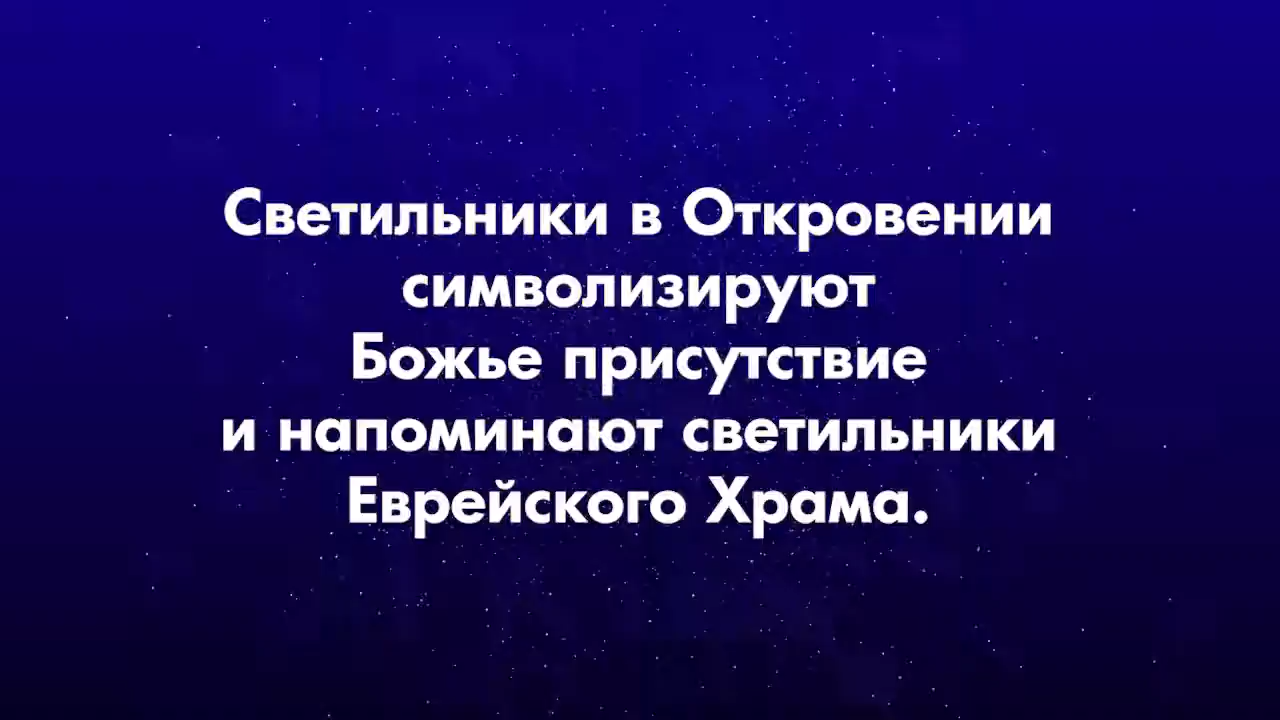 Светильники в Откровении
символизируют
Божье присутствие
и напоминают светильники
Еврейского Храма.